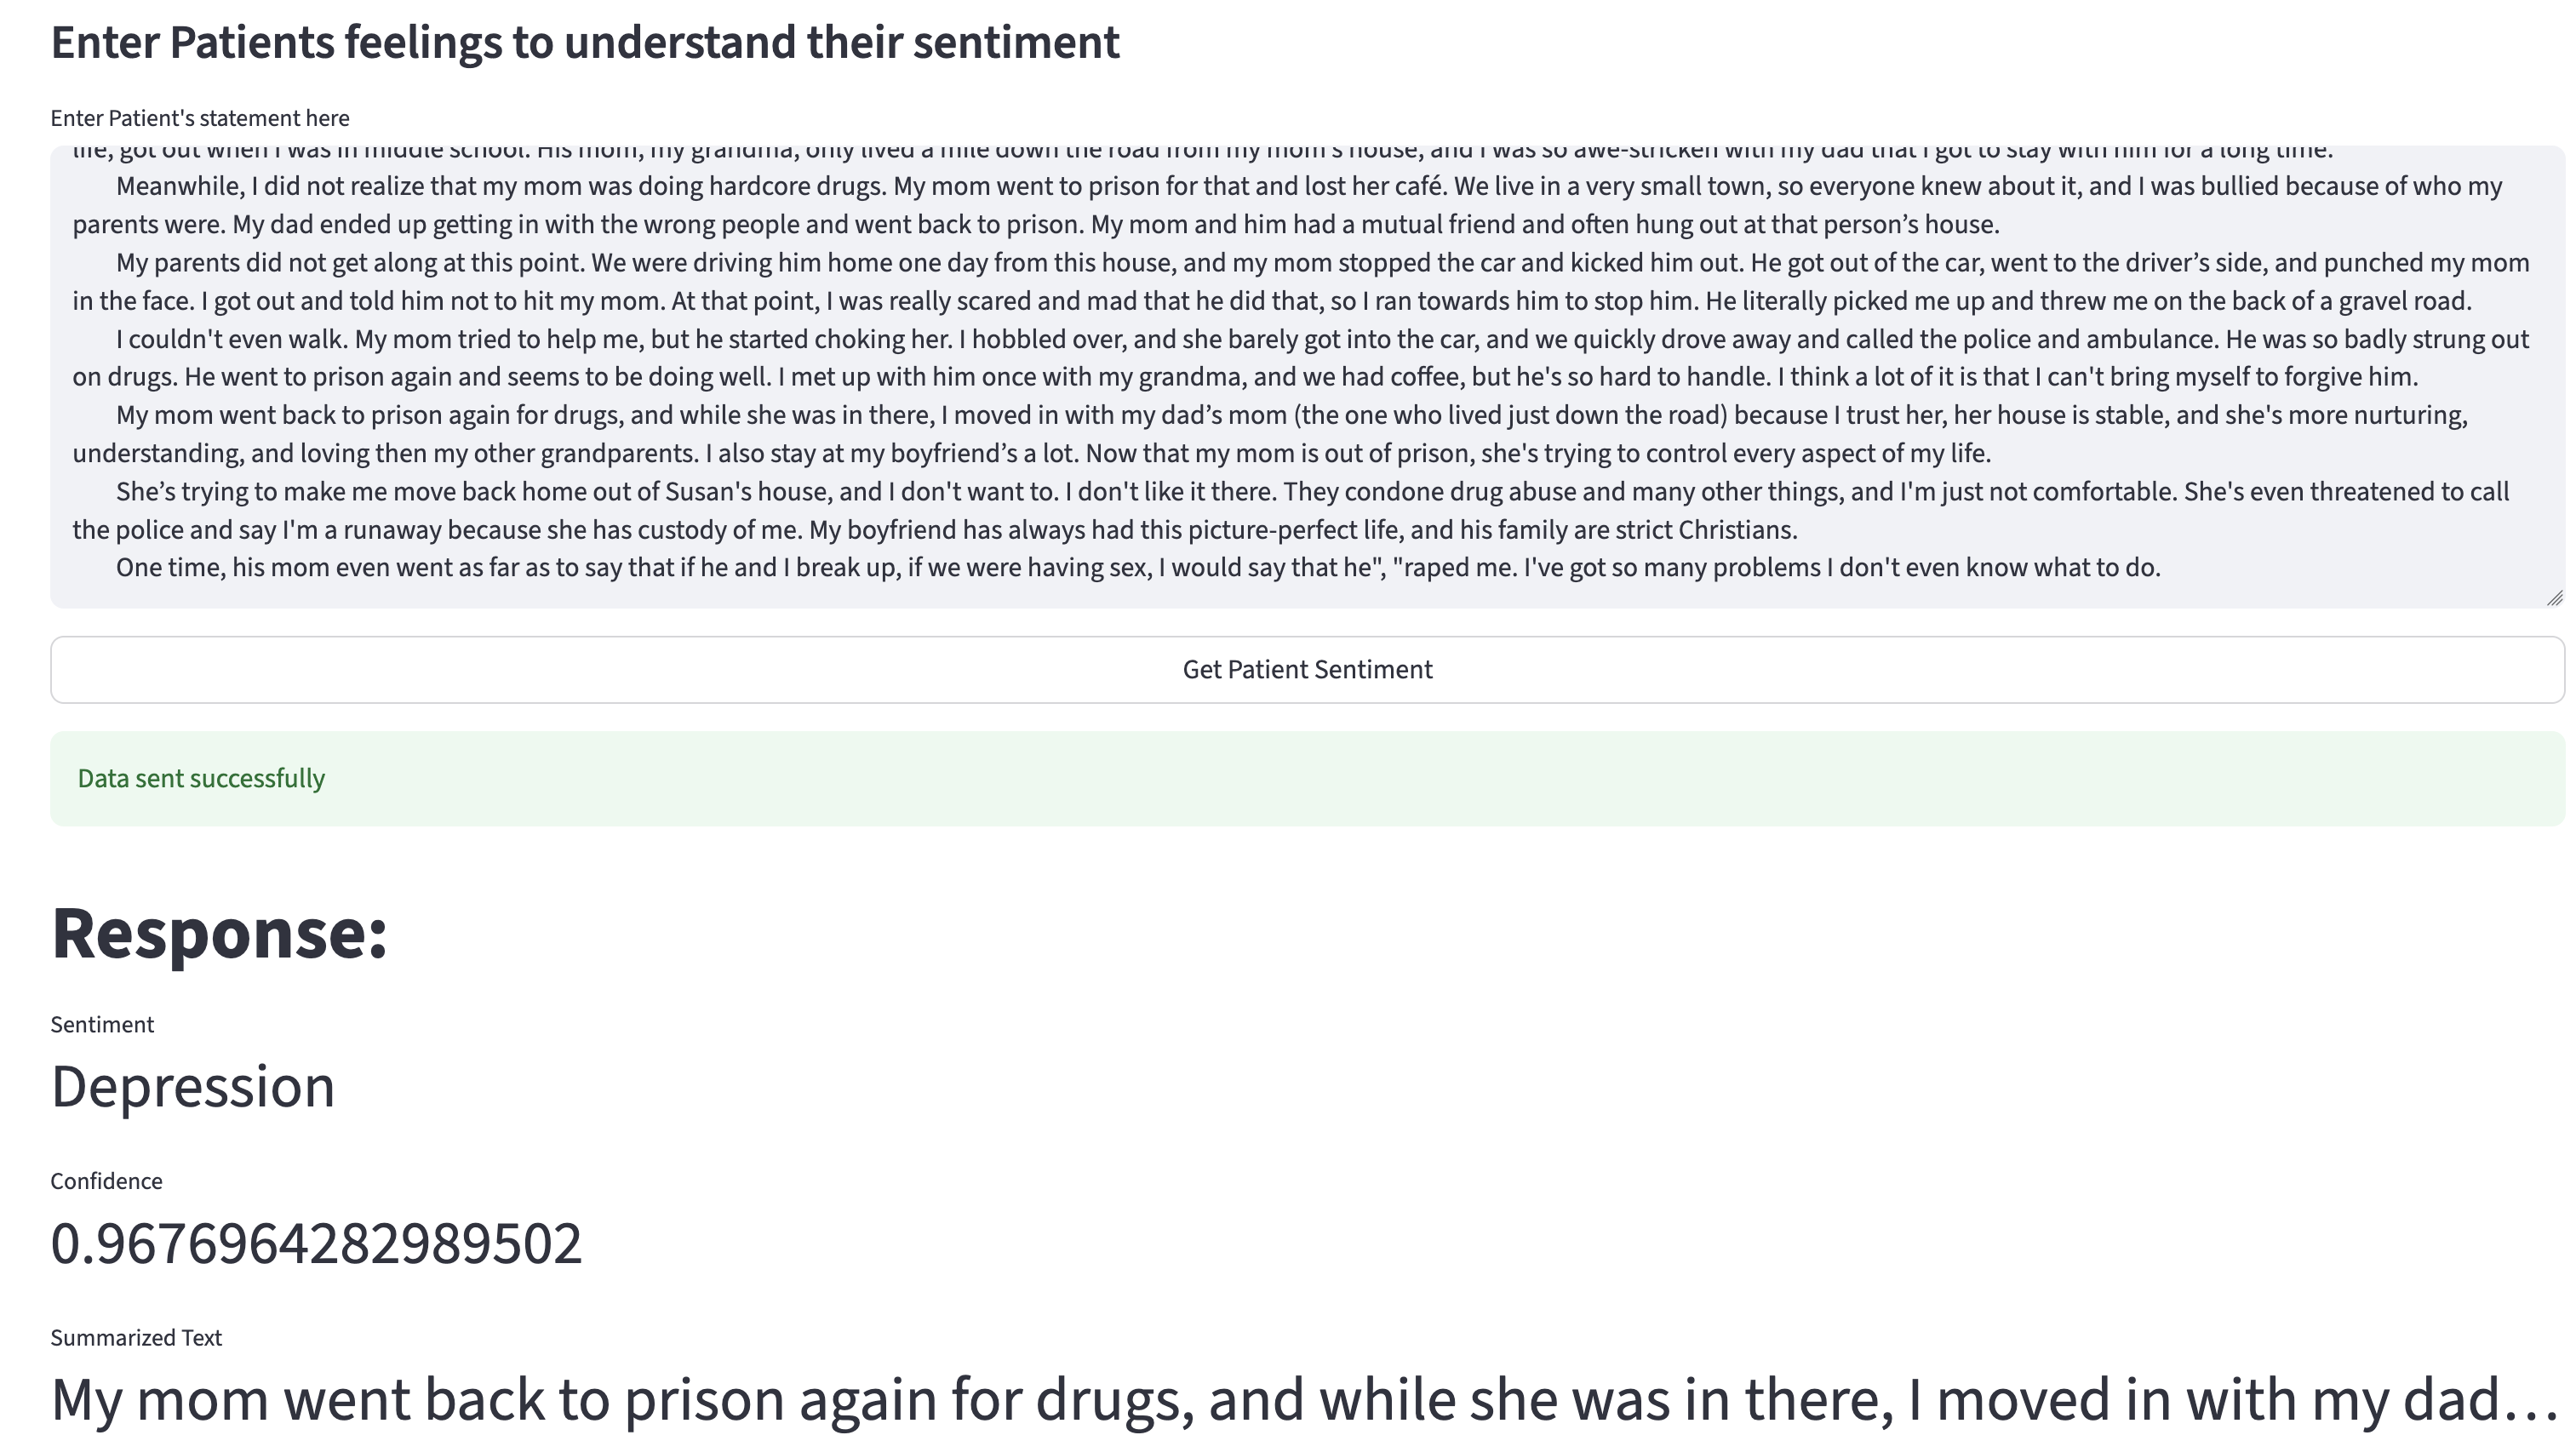 Enter Patients feelings to understand their sentiment
Enter Patient's statement here
life, got out when I was in middle school. His mom, my grandma, only lived a mile down the road from my mom's house, and I was so awe-stricken with my dad that I got to stay with him for a long time.
Meanwhile, I did not realize that my mom was doing hardcore drugs. My mom went to prison for that and lost her café. We live in a very small town, so everyone knew about it, and I was bullied because of who my
parents were. My dad ended up getting in with the wrong people and went back to prison. My mom and him had a mutual friend and often hung out at that person’s house.
My parents did not get along at this point. We were driving him home one day from this house, and my mom stopped the car and kicked him out. He got out of the car, went to the driver’s side, and punched my mom
in the face. I got out and told him not to hit my mom. At that point, I was really scared and mad that he did that, so I ran towards him to stop him. He literally picked me up and threw me on the back of a gravel road.
I couldn't even walk. My mom tried to help me, but he started choking her. I hobbled over, and she barely got into the car, and we quickly drove away and called the police and ambulance. He was so badly strung out
on drugs. He went to prison again and seems to be doing well. I met up with him once with my grandma, and we had coffee, but he's so hard to handle. I think a lot of it is that I can't bring myself to forgive him.
My mom went back to prison again for drugs, and while she was in there, I moved in with my dad’s mom (the one who lived just down the road) because I trust her, her house is stable, and she's more nurturing,
understanding, and loving then my other grandparents. I also stay at my boyfriend’s a lot. Now that my mom is out of prison, she's trying to control every aspect of my life.
She’s trying to make me move back home out of Susan's house, and I don't want to. I don't like it there. They condone drug abuse and many other things, and I'm just not comfortable. She's even threatened to call
the police and say I'm a runaway because she has custody of me. My boyfriend has always had this picture-perfect life, and his family are strict Christians.
One time, his mom even went as far as to say that if he and I break up, if we were having sex, I would say that he", "raped me. I've got so many problems I don't even know what to do.
Get Patient Sentiment
Data sent successfully
Response:
Sentiment
Depression
Confidence
0.9676964282989502
Summarized Text
My mom went back to prison again for drugs, and while she was in there, I moved in with my dad…